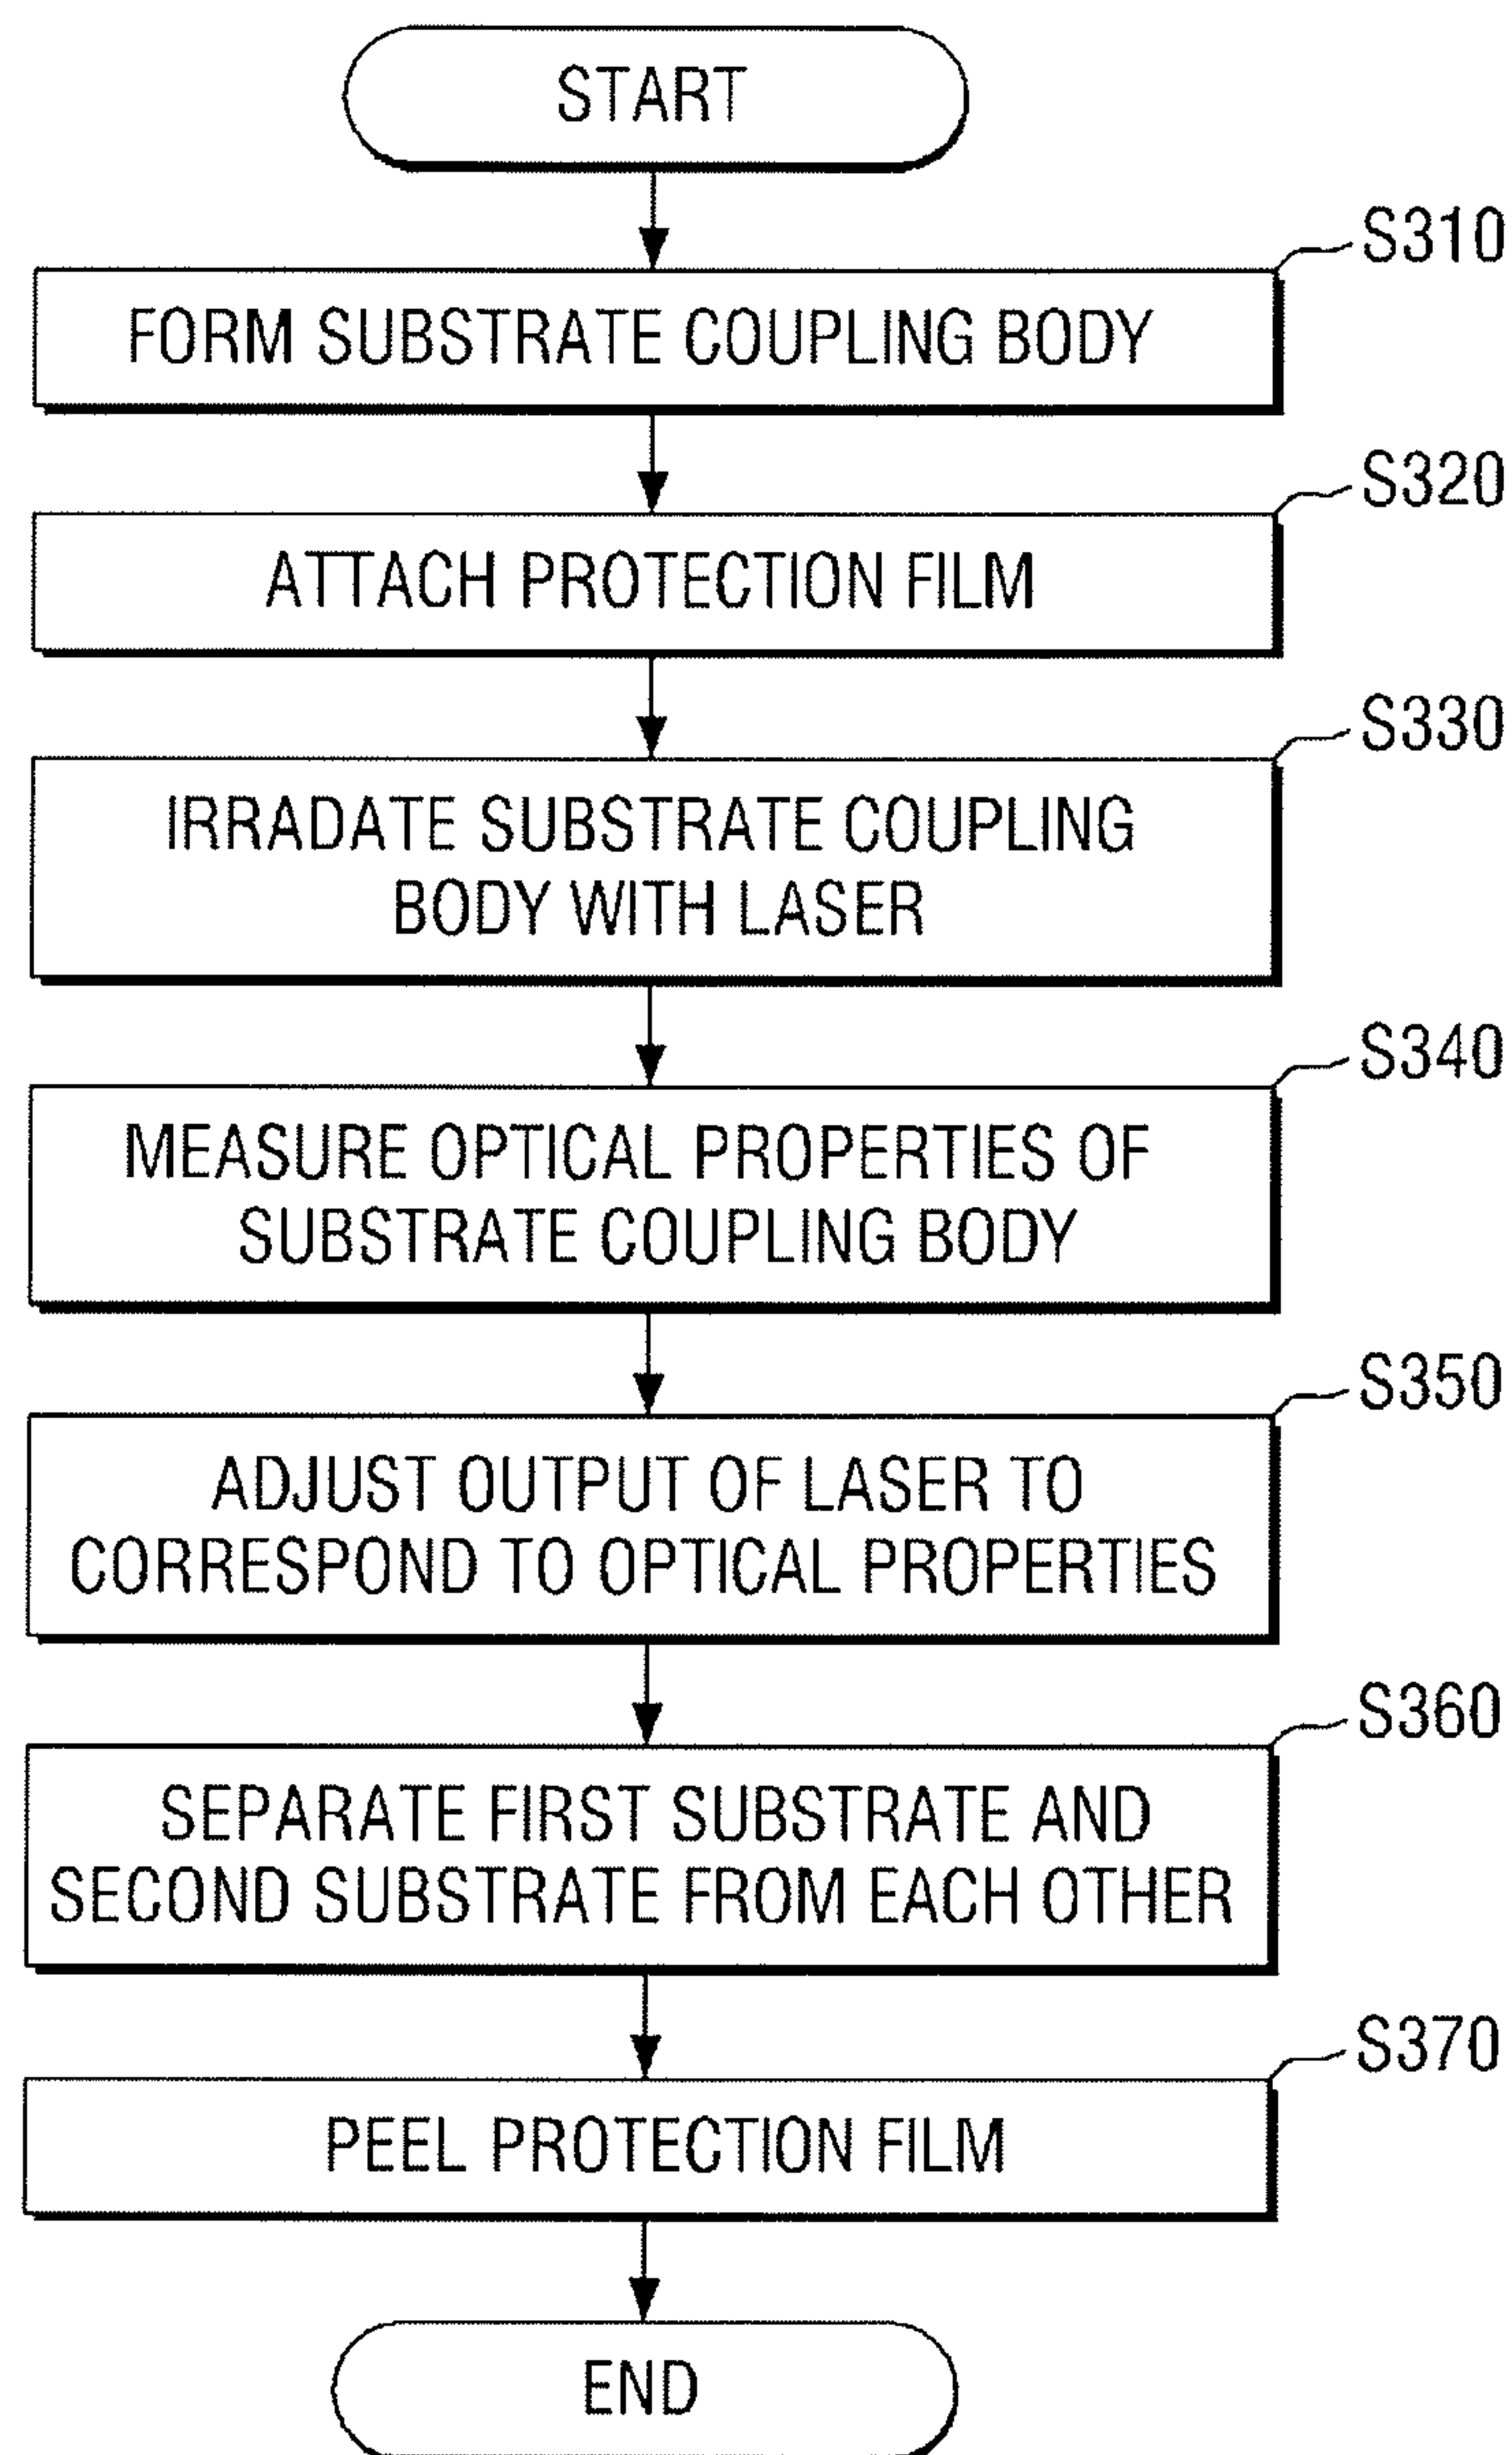 START
S310
FORM SUBSTRATE COUPLING BODY
S320
ATTACH PROTECTION FILM
S330
IRRADATE SUBSTRATE COUPLING
BODY WITH LASER
S340
MEASURE OPTICAL PROPERTIES OF
SUBSTRATE COUPLING BODY
S350
ADJUST OUTPUT OF LASER TO
CORRESPOND TO OPTICAL PROPERTIES
S360
SEPARATE FIRST SUBSTRATE AND
SECOND SUBSTRATE FROM EACH OTHER
S370
PEEL PROTECTION FILM
END